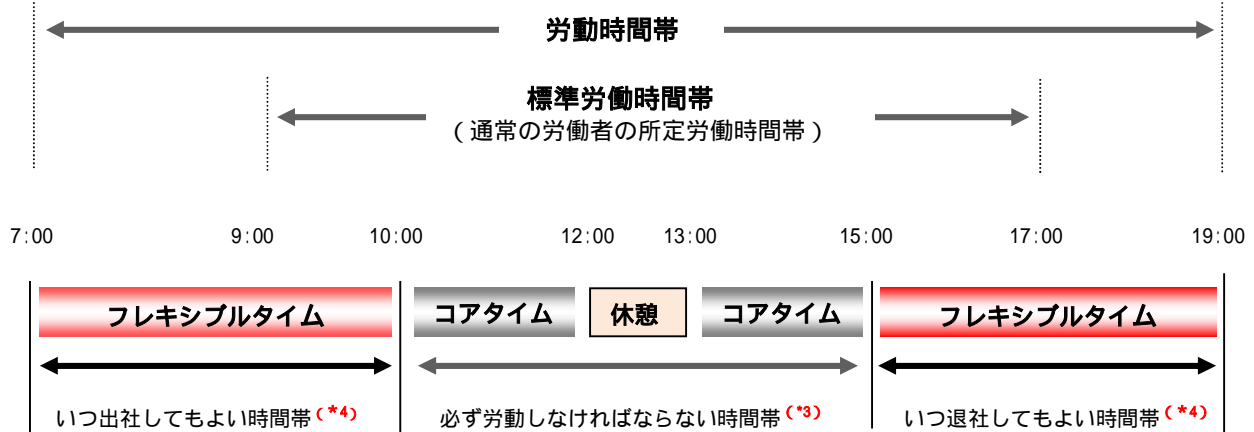 労動時間帯
標準労働時間帯
(通常の労働者の所定労働時間帯)
7:00 9:00 10:00 12:00 13:00 15:00 17:00 19:00
フレキシブルタイム コアタイム 休憩 コアタイム フレキシブルタイム
いつ出社してもよい時間帯(*4) 必ず労働しなければならない時間帯(*3) いつ退社してもよい時間帯(*4)